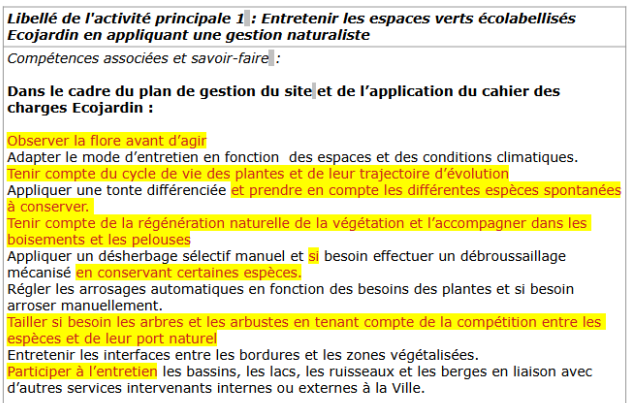 Libellé de l'activité principale 1 : Entretenir les espaces verts écolabellisés
Ecojardin en appliquant une gestion naturaliste
Compétences associées et savoir-faire :
Dans le cadre du plan de gestion du site et de l'application du cahier des
charges Ecojardin :
Observer la flore avant d'agir
Adapter le mode d'entretien en fonction  des espaces et des conditions climatiques.
Tenir compte du cycle de vie des plantes et de leur trajectoire d'évolution
Appliquer une tonte différenciée et prendre en compte les différentes espèces spontanées
à conserver.
Tenir compte de la régénération naturelle de la végétation et l'accompagner dans les
boisements et les pelouses
Appliquer un désherbage sélectif manuel et si besoin effectuer un débroussaillage
mécanisé en conservant certaines espèces.
Régler les arrosages automatiques en fonction des besoins des plantes et si besoin
arroser manuellement.
Tailler si besoin les arbres et les arbustes en tenant compte de la compétition entre les
espèces et de leur port naturel
Entretenir les interfaces entre les bordures et les zones végétalisées.
Participer à l'entretien les bassins, les lacs, les ruisseaux et les berges en liaison avec
d'autres services intervenants internes ou externes à la Ville.